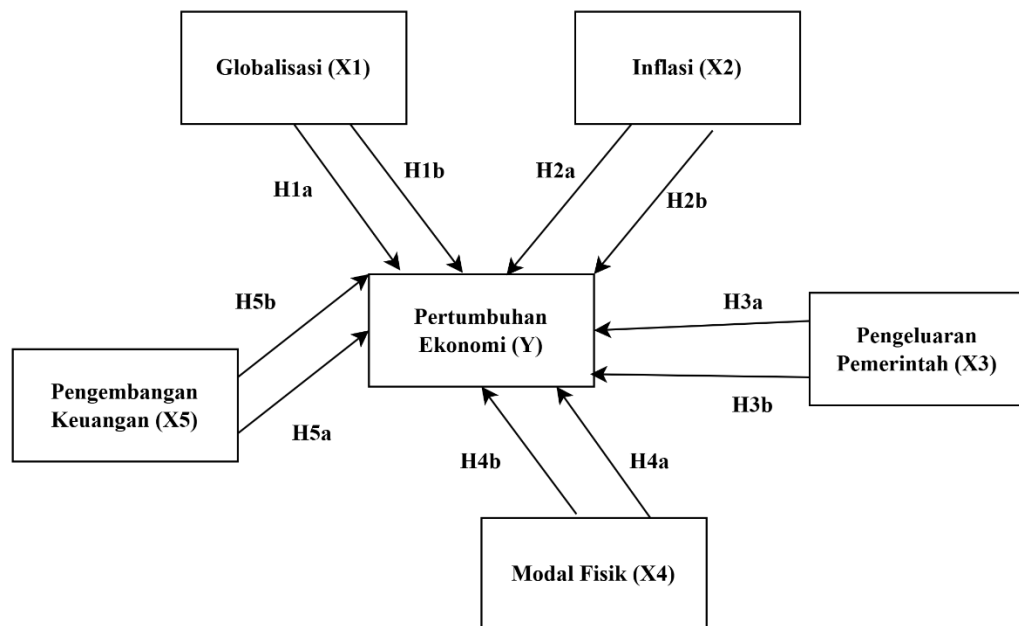 Globalisasi (X1)
Inflasi (X2)
H1b
H2a
H1a
H2b
H5b
Pertumbuhan
Ekonomi (Y)
H3a
Pengeluaran
Pemerintah (X3)
Pengembangan
Keuangan (X5)
H5a
H3b
H4b
H4a
Modal Fisik (X4)